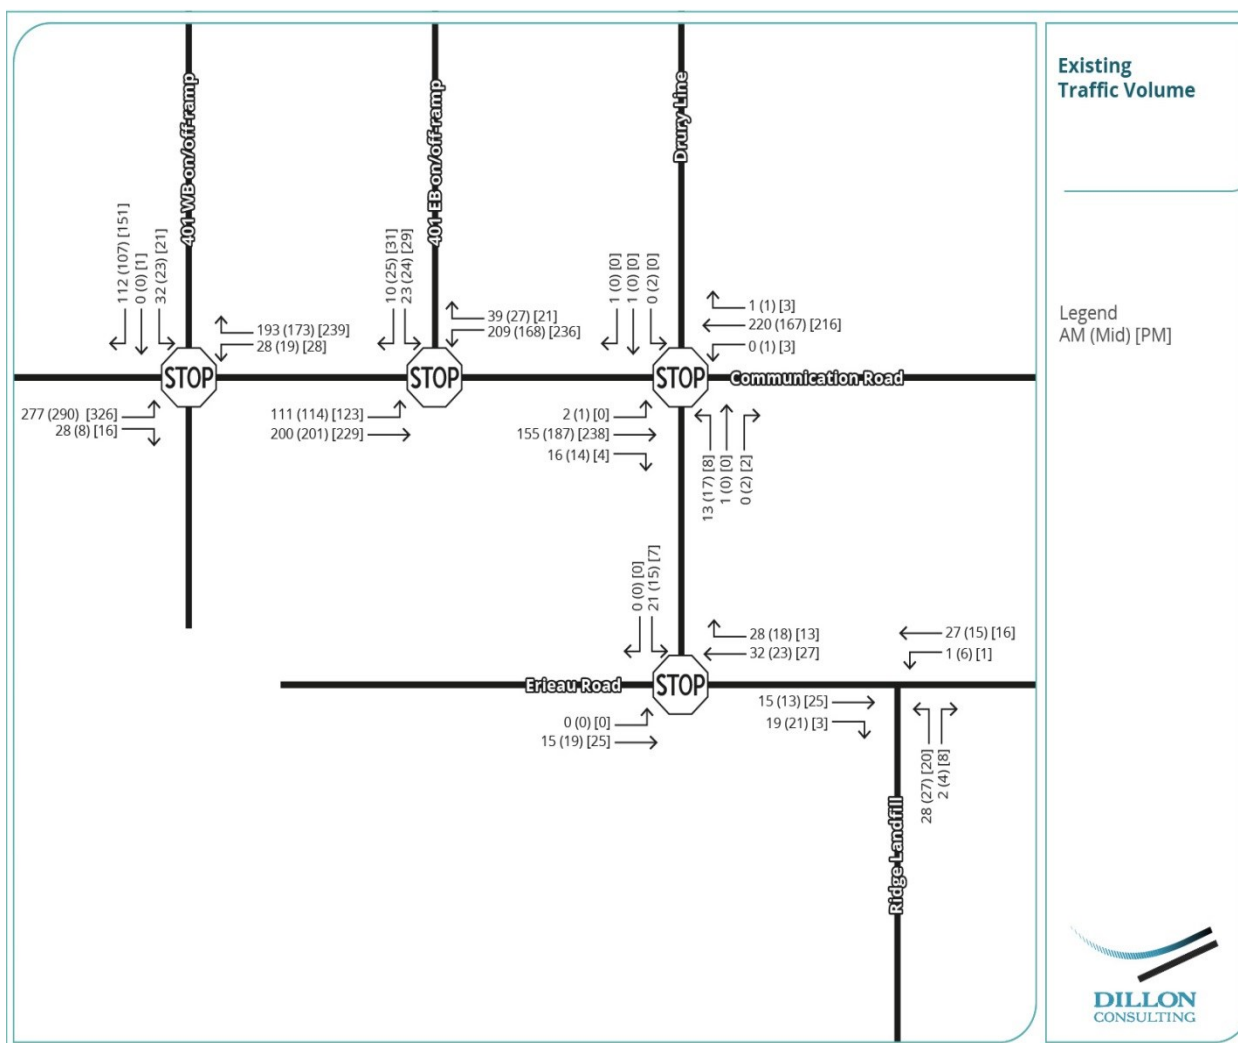 Existing
Traffic Volume
Legend
AM (Mid) [PM]
401 WB on/off-ramp
401 EB on/off-ramp
Drury Line
112 (107) [151]
0 (0) [1]
32 (23) [21]
10 (25) [31]
23 (24) [29]
1 (0) [0]
1 (0) [0]
0 (2) [0]
193 (173) [239]
28 (19) [28]
39 (27) [21]
209 (168) [236]
1 (1) [3]
220 (167) [216]
0 (1) [3]
STOP
STOP
STOP
Communication Road
277 (290) [326]
28 (8) [16]
111 (114) [123]
200 (201) [229]
2 (1) [0]
155 (187) [238]
16 (14) [4]
13 (17) [8]
1 (0) [0]
0 (2) [2]
0 (0) [0]
21 (15) [7]
28 (18) [13]
32 (23) [27]
27 (15) [16]
1 (6) [1]
Erieau Road
STOP
0 (0) [0]
15 (19) [25]
15 (13) [25]
19 (21) [3]
28 (27) [20]
2 (4) [8]
Ridge Landfill
DILLON
CONSULTING